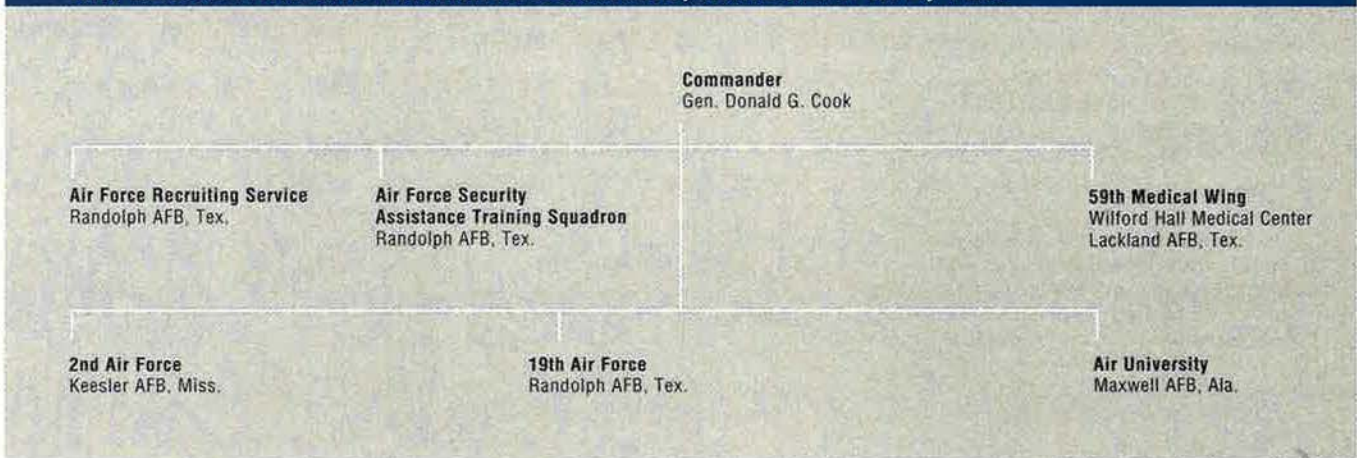 Commander
Gen. Donald G. Cook
Air Force Recruiting Service
Randolph AFB, Tex.
Air Force Security
Assistance Training Squadron
Randolph AFB, Tex.
59th Medical Wing
Wilford Hall Medical Center
Lackland AFB, Tex.
2nd Air Force
Keesler AFB, Miss.
19th Air Force
Randolph AFB, Tex.
Air University
Maxwell AFB, Ala.